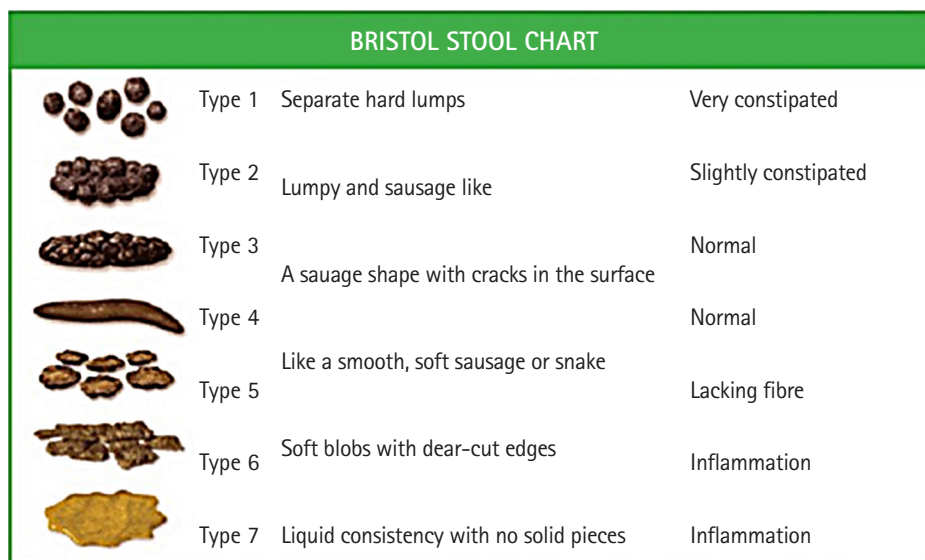 BRISTOL STOOL CHART
Type 1 Separate hard lumps Very constipated
Type 2 Lumpy and sausage like Slightly constipated
Type 3 Normal
A sauage shape with cracks in the surface
Type 4 Normal
Like a smooth, soft sausage or snake
Type 5 Lacking fibre
Soft blobs with dear-cut edges
Type 6 Inflammation
Type 7 Liquid consistency with no solid pieces Inflammation